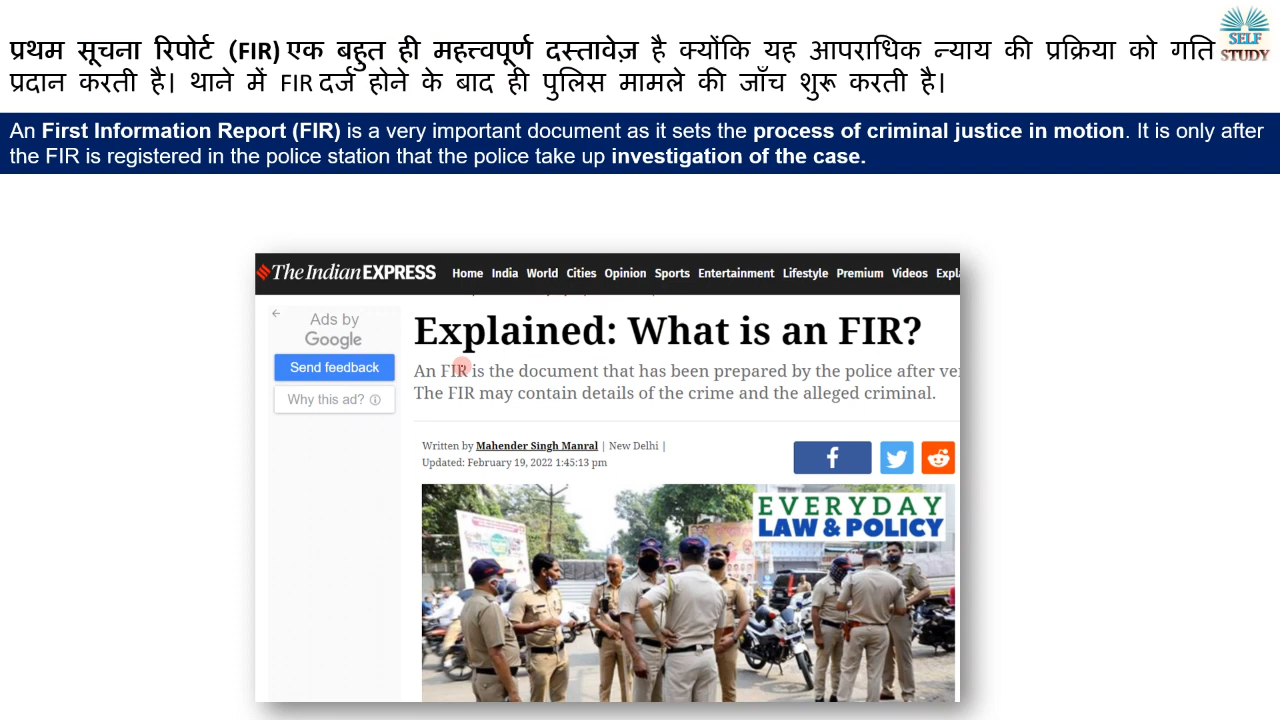 प्रथम सूचना रिपोर्ट (FIR) एक बहुत ही महत्त्वपूर्ण दस्तावेज़ है क्योंकि यह आपराधिक न्याय की प्रक्रिया को गति
प्रदान करती है। थाने में FIR दर्ज होने के बाद ही पुलिस मामले की जाँच शुरू करती है।
SELF
STUDY
An First Information Report (FIR) is a very important document as it sets the process of criminal justice in motion. It is only after
the FIR is registered in the police station that the police take up investigation of the case.
The Indian EXPRESS Home India World Cities Opinion Sports Entertainment Lifestyle Premium Videos Expla
Ads by
Google
Send feedback
Why this ad?
Explained: What is an FIR?
An FIR is the document that has been prepared by the police after ver
The FIR may contain details of the crime and the alleged criminal.
Written by Mahender Singh Manral | New Delhi |
Updated: February 19, 2022 1:45:13 pm
EVERYDAY
LAW & POLICY